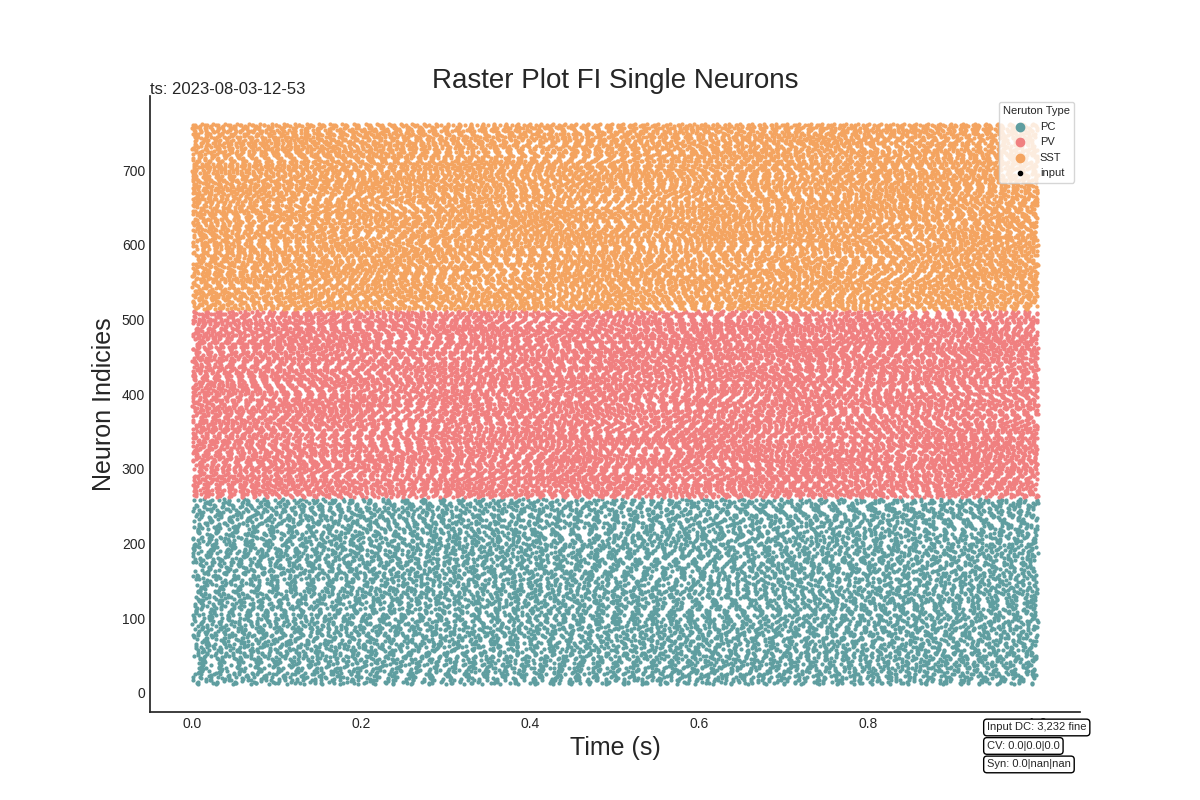 Raster Plot FI Single Neurons
ts: 2023-08-03-12-53
Neruton Type
PC
PV
SST
input
Neuron Indicies
700
600
500
400
300
200
100
0
0.0 0.2 0.4 0.6 0.8
Time (s)
Input DC: 3,232 fine
CV: 0.0|0.0|0.0
Syn: 0.0|nan|nan